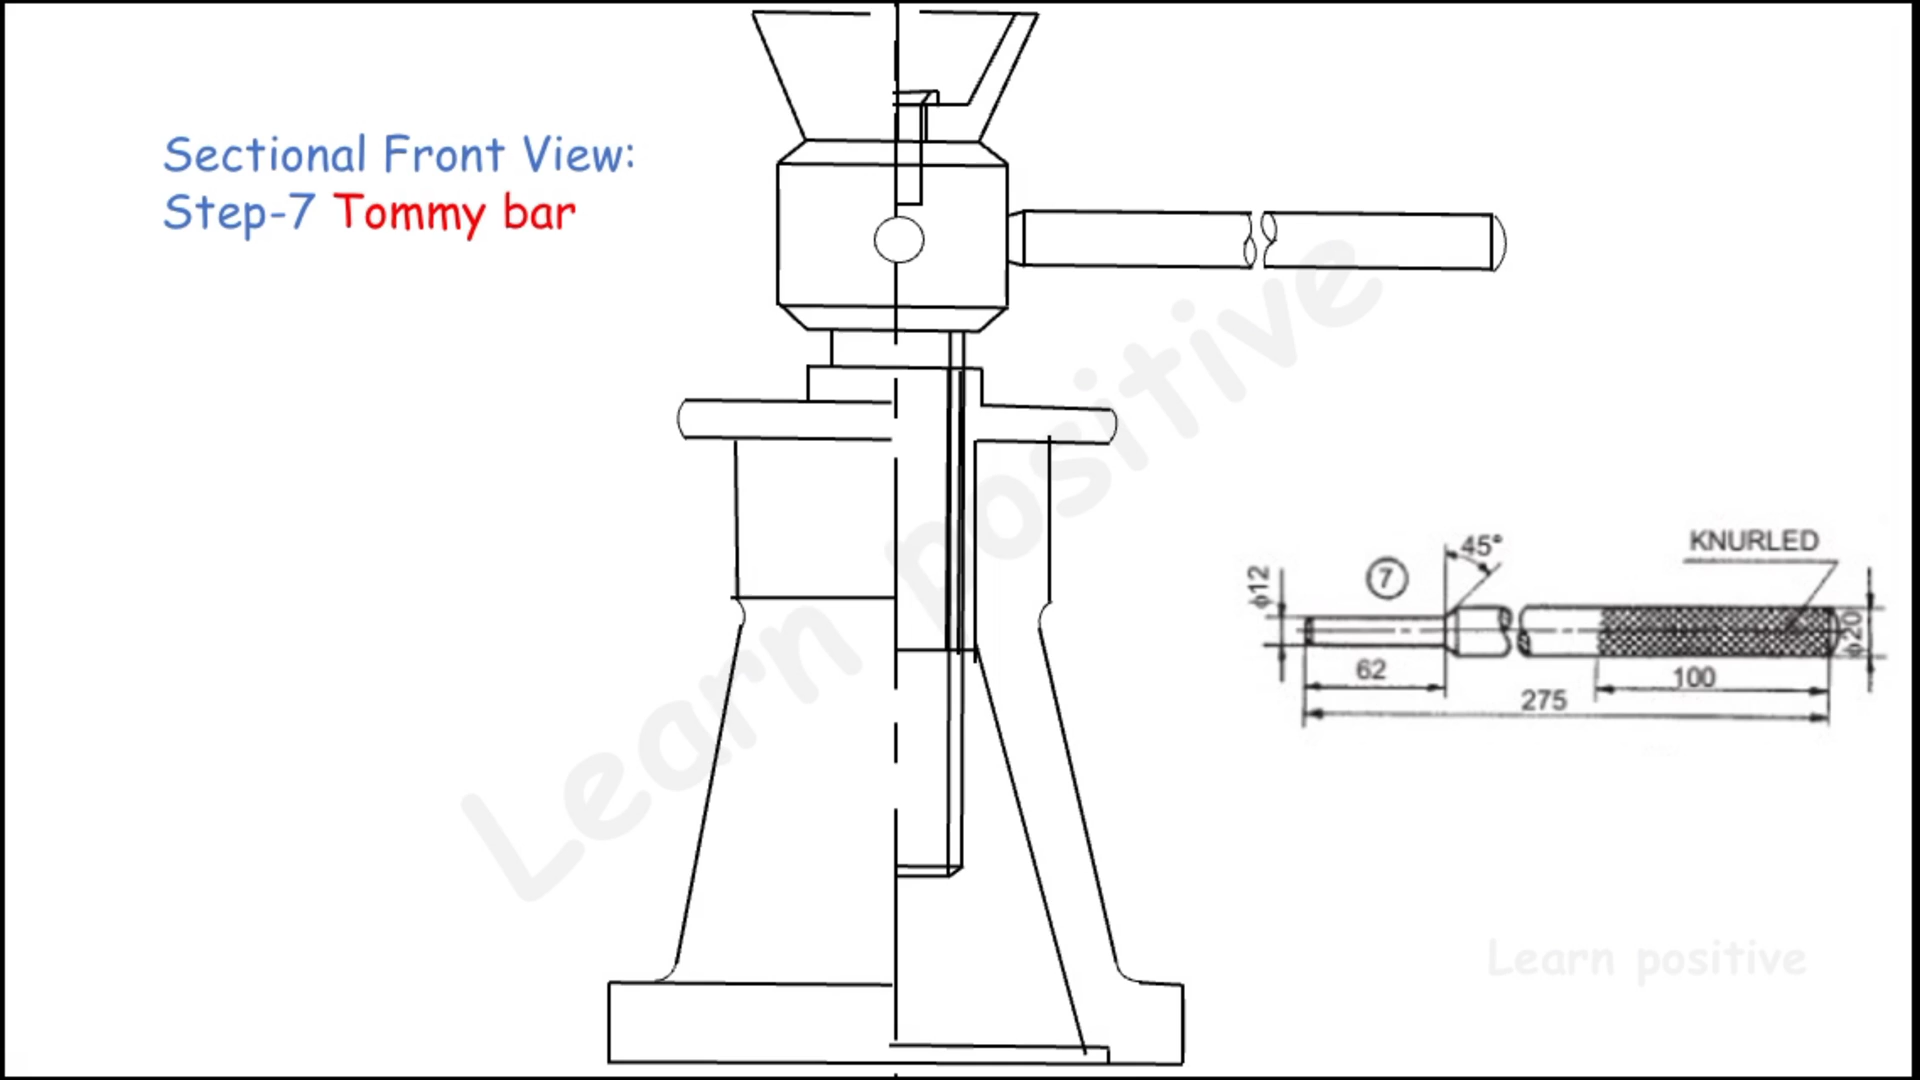 Sectional Front View:
Step-7 Tommy bar
Learn positive
KNURLED
45°
7
ϕ12
ϕ20
62
100
275
Learn positive